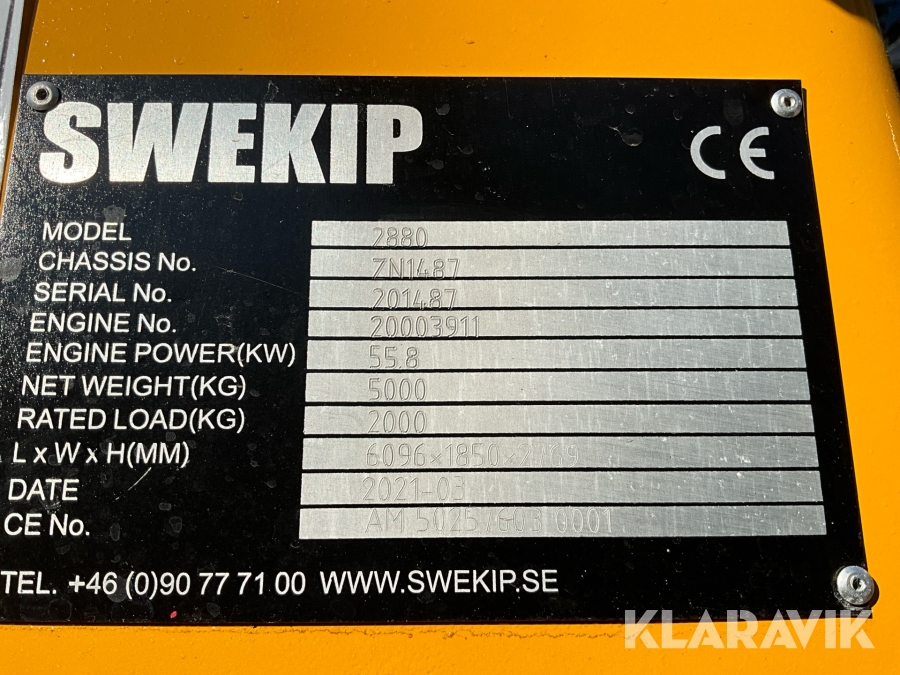 SWEKIP
CE
MODEL 2880
CHASSIS No. ZN1487
SERIAL No. 201487
ENGINE No. 20003911
ENGINE POWER(KW) 55.8
NET WEIGHT(KG) 5000
RATED LOAD(KG) 2000
L x W x H(MM)
DATE 2021-03
CE No. AM 0001
TEL. +46 (0)90 77 71 00 WWW.SWEKIP.SE
KLARAVIK